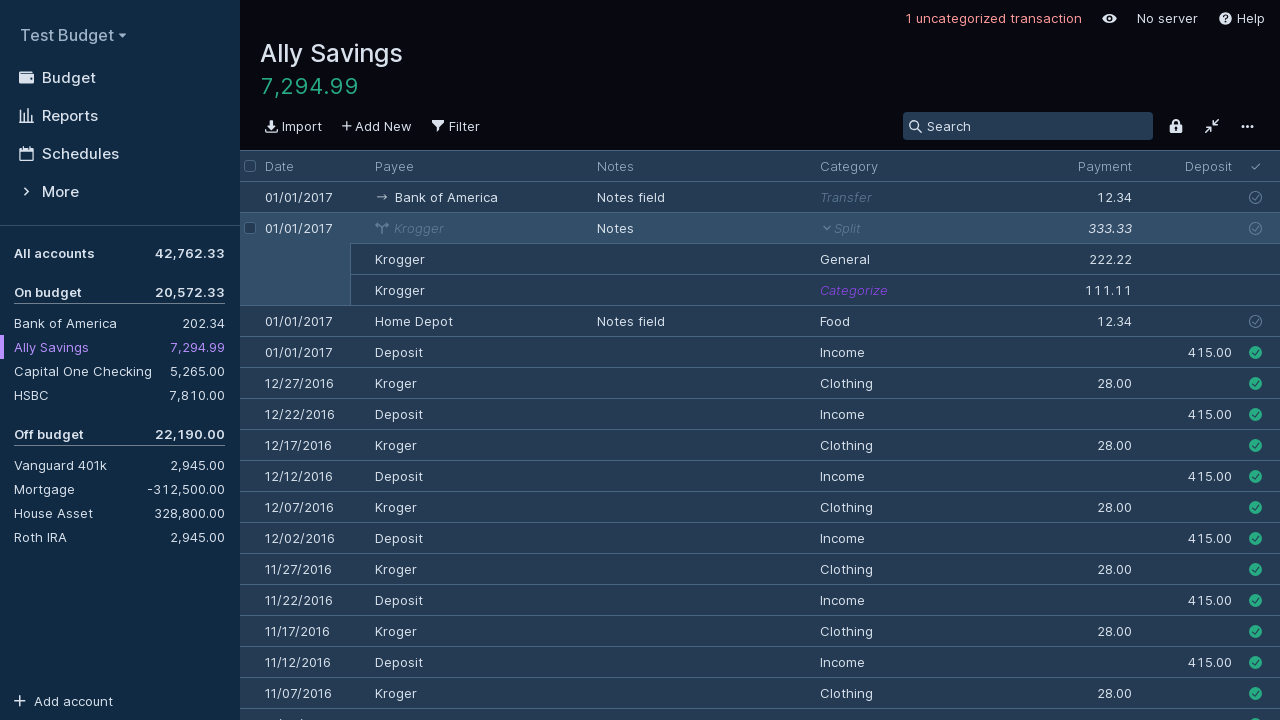 Test Budget
Budget
Reports
Schedules
More
All accounts 42,762.33
On budget 20,572.33
Bank of America 202.34
Ally Savings 7,294.99
Capital One Checking 5,265.00
HSBC 7,810.00
Off budget 22,190.00
Vanguard 401k 2,945.00
Mortgage -312,500.00
House Asset 328,800.00
Roth IRA 2,945.00
Add account
1 uncategorized transaction No server Help
Ally Savings
7,294.99
Import Add New Filter Search
Date Payee Notes Category Payment Deposit
01/01/2017 → Bank of America Notes field Transfer 12.34
01/01/2017 Krogger Notes Split 333.33
Krogger General 222.22
Krogger Categorize 111.11
01/01/2017 Home Depot Notes field Food 12.34
01/01/2017 Deposit Income 415.00
12/27/2016 Kroger Clothing 28.00
12/22/2016 Deposit Income 415.00
12/17/2016 Kroger Clothing 28.00
12/12/2016 Deposit Income 415.00
12/07/2016 Kroger Clothing 28.00
12/02/2016 Deposit Income 415.00
11/27/2016 Kroger Clothing 28.00
11/22/2016 Deposit Income 415.00
11/17/2016 Kroger Clothing 28.00
11/12/2016 Deposit Income 415.00
11/07/2016 Kroger Clothing 28.00